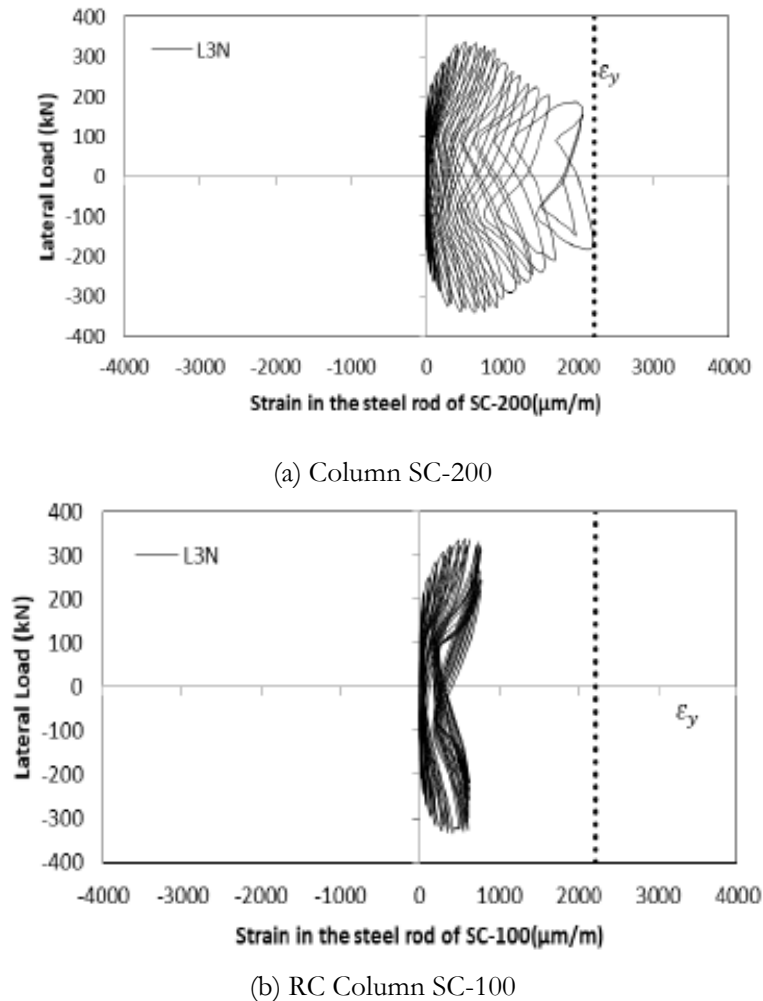 400
300
200
100
0
-100
-200
-300
-400
Lateral Load (kN)
L3N
εy
-4000 -3000 -2000 -1000 0 1000 2000 3000 4000
Strain in the steel rod of SC-200(µm/m)
(a) Column SC-200
400
300
200
100
0
-100
-200
-300
-400
Lateral Load (kN)
L3N
εy
-4000 -3000 -2000 -1000 0 1000 2000 3000 4000
Strain in the steel rod of SC-100(µm/m)
(b) RC Column SC-100